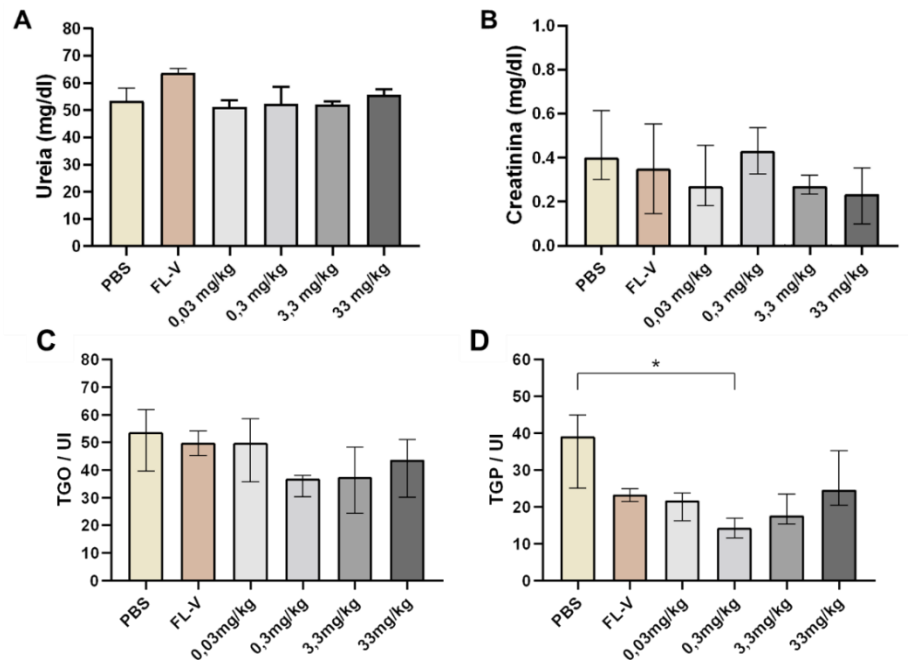 A
Ureia (mg/dl)
80
70
60
50
40
30
20
10
0
PBS
FL-V
0,03 mg/kg
0,3 mg/kg
3,3 mg/kg
33 mg/kg
B
Creatinina (mg/dl)
1.0
0.8
0.6
0.4
0.2
0.0
PBS
FL-V
0,03 mg/kg
0,3 mg/kg
3,3 mg/kg
33 mg/kg
C
TGO / UI
80
70
60
50
40
30
20
10
0
PBS
FL-V
0,03mg/kg
0,3mg/kg
3,3mg/kg
33mg/kg
D
TGP / UI
60
50
40
30
20
10
0
*
PBS
FL-V
0,03mg/kg
0,3mg/kg
3,3mg/kg
33mg/kg